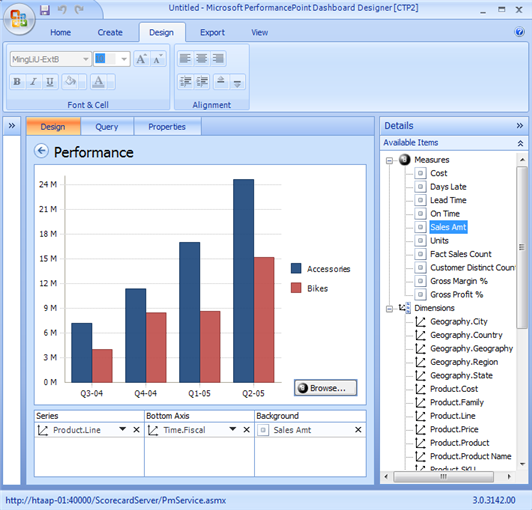 Untitled - Microsoft PerformancePoint Dashboard Designer [CTP2]
Home Create Design Export View
MingLiU-ExtB
B I U A
Font & Cell Alignment
Design Query Properties
Performance
24 M
21 M
18 M
15 M
12 M
9 M
6 M
3 M
0 M
Q3-04 Q4-04 Q1-05 Q2-05
Accessories
Bikes
Browse...
Series Bottom Axis Background
Product.Line Time.Fiscal Sales Amt
Details
Available Items
Measures
Cost
Days Late
Lead Time
On Time
Sales Amt
Units
Fact Sales Count
Customer Distinct Coun
Gross Margin %
Gross Profit %
Dimensions
Geography.City
Geography.Country
Geography.Geography
Geography.Region
Geography.State
Product.Cost
Product.Family
Product.Line
Product.Price
Product.Product
Product.Product Name
Product.SKU
http://htaap-01:40000/ScorecardServer/PmService.asmx 3.0.3142.00